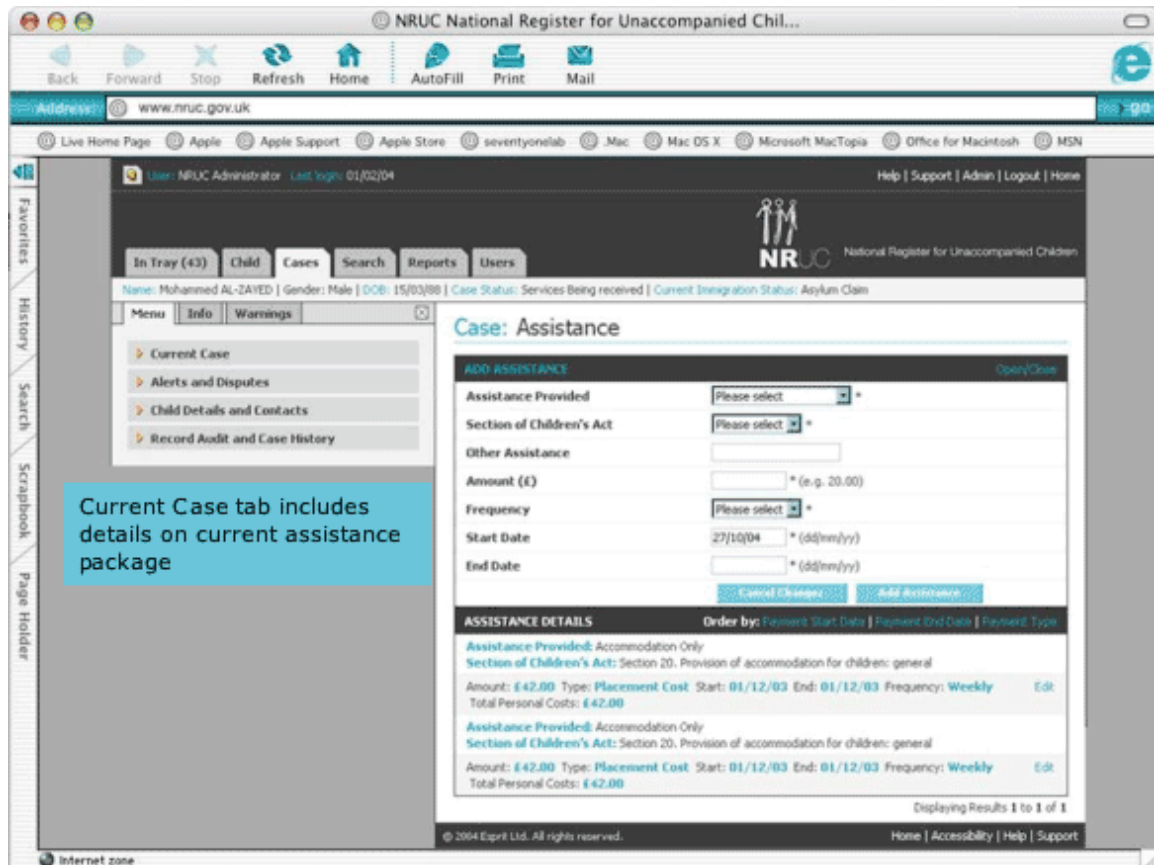 NRUC National Register for Unaccompanied Chil...
Back Forward Stop Refresh Home AutoFill Print Mail
Address: www.nruc.gov.uk go
Live Home Page Apple Apple Support Apple Store seventyonelab .Mac Mac OS X Microsoft MacTopia Office for Macintosh MSN
Favorites
History
Search
Scrapbook
Page Holder
User: NRUC Administrator Last login: 01/02/04 Help | Support | Admin | Logout | Home
NRUC National Register for Unaccompanied Children
In Tray (43) Child Cases Search Reports Users
Name: Mohammed AL-ZAYED | Gender: Male | DOB: 15/03/88 | Case Status: Services Being received | Current Immigration Status: Asylum Claim
Menu Info Warnings
Current Case
Alerts and Disputes
Child Details and Contacts
Record Audit and Case History
Current Case tab includes
details on current assistance
package
Case: Assistance
ADD ASSISTANCE Open/Close
Assistance Provided Please select *
Section of Children's Act Please select *
Other Assistance
Amount (£) * (e.g. 20.00)
Frequency Please select *
Start Date 27/10/04 * (dd/mm/yy)
End Date * (dd/mm/yy)
Cancel Changes Add Assistance
ASSISTANCE DETAILS Order by: Payment Start Date | Payment End Date | Payment Type
Assistance Provided: Accommodation Only
Section of Children's Act: Section 20. Provision of accommodation for children: general
Amount: £42.00 Type: Placement Cost Start: 01/12/03 End: 01/12/03 Frequency: Weekly Edit
Total Personal Costs: £42.00
Assistance Provided: Accommodation Only
Section of Children's Act: Section 20. Provision of accommodation for children: general
Amount: £42.00 Type: Placement Cost Start: 01/12/03 End: 01/12/03 Frequency: Weekly Edit
Total Personal Costs: £42.00
Displaying Results 1 to 1 of 1
© 2004 Esprit Ltd. All rights reserved. Home | Accessibility | Help | Support
Internet zone